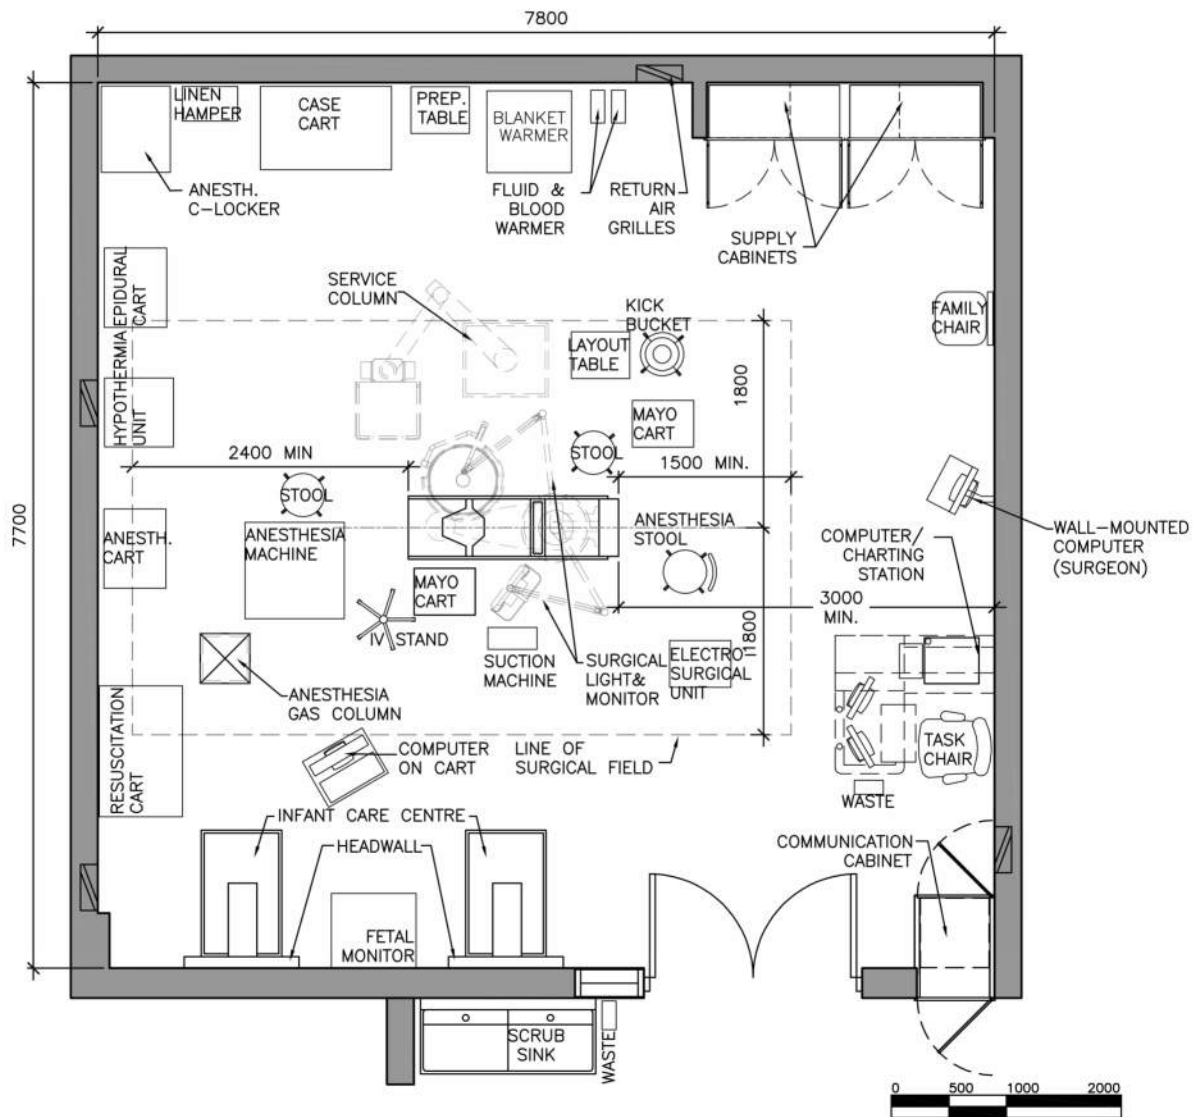 7800
LINEN
HAMPER
CASE
CART
PREP.
TABLE
BLANKET
WARMER
ANESTH.
C-LOCKER
FLUID &
BLOOD
WARMER
RETURN
AIR
GRILLES
SUPPLY
CABINETS
SERVICE
COLUMN
KICK
BUCKET
FAMILY
CHAIR
EPIDURAL
CART
LAYOUT
TABLE
1800
HYPOTHERMIA
UNIT
MAYO
CART
2400 MIN
STOOL
1500 MIN.
STOOL
7700
ANESTH.
CART
ANESTHESIA
MACHINE
ANESTHESIA
STOOL
COMPUTER/
CHARTING
STATION
WALL-MOUNTED
COMPUTER
(SURGEON)
MAYO
CART
3000
MIN.
IV STAND
SUCTION
MACHINE
SURGICAL
LIGHT&
MONITOR
ELECTRO
SURGICAL
UNIT
1800
ANESTHESIA
GAS COLUMN
RESUSCITATION
CART
COMPUTER
ON CART
LINE OF
SURGICAL FIELD
TASK
CHAIR
WASTE
INFANT CARE CENTRE
HEADWALL
COMMUNICATION
CABINET
FETAL
MONITOR
SCRUB
SINK
WASTE
0 500 1000 2000